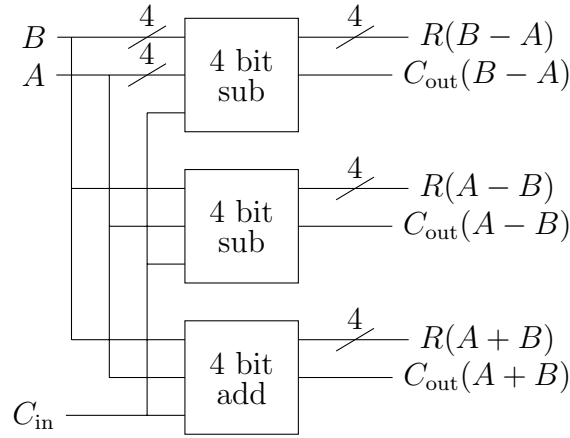 B 4 4 R(B − A)
A 4 4 bit sub C_out(B − A)
4 bit sub 4 R(A − B)
C_out(A − B)
4 bit add 4 R(A + B)
C_out(A + B)
C_in